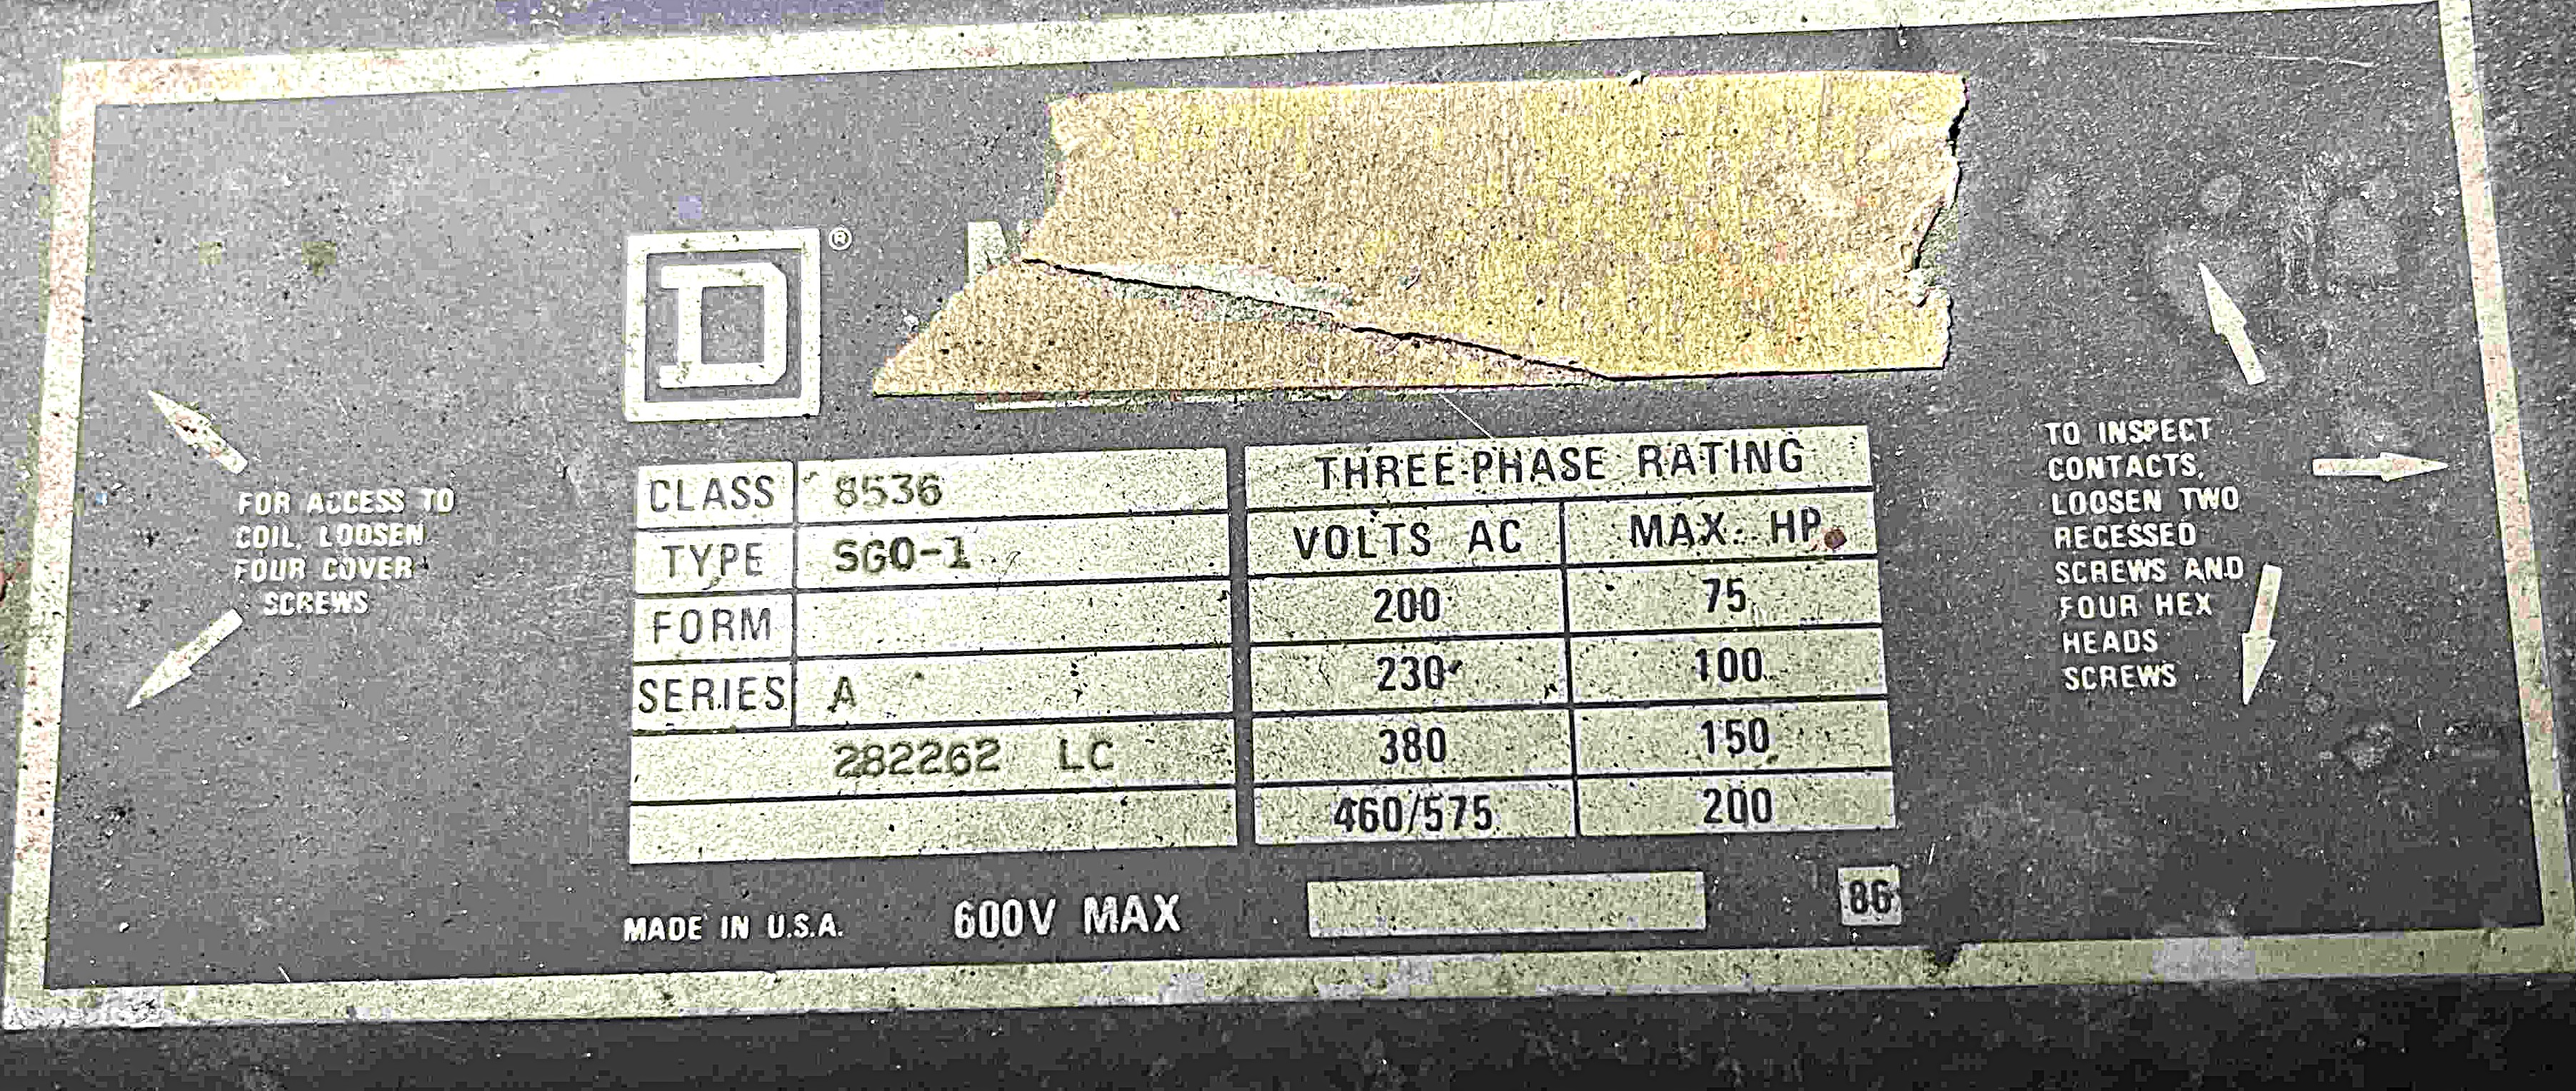 D ®
CLASS 8536
TYPE SGO-1
FORM
SERIES A
282262 LC
THREE-PHASE RATING
VOLTS AC MAX. HP.
200 75
230 100
380 150
460/575 200
MADE IN U.S.A. 600V MAX 86
FOR ACCESS TO
COIL, LOOSEN
FOUR COVER
SCREWS
TO INSPECT
CONTACTS,
LOOSEN TWO
RECESSED
SCREWS AND
FOUR HEX
HEADS
SCREWS